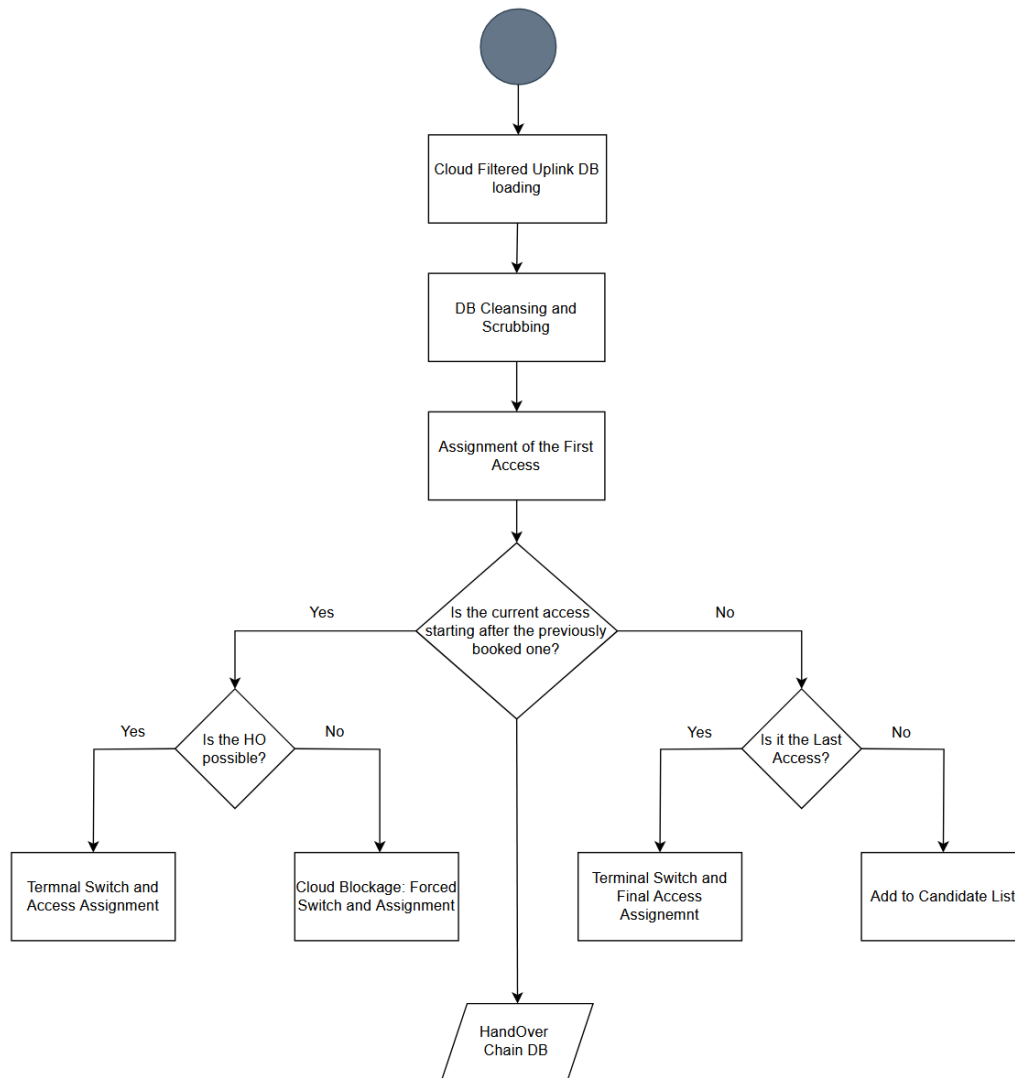 Cloud Filtered Uplink DB
loading
DB Cleansing and
Scrubbing
Assignment of the First
Access
Is the current access
starting after the previously
booked one?
Yes
No
Is the HO
possible?
Yes
No
Is it the Last
Access?
Yes
No
Termnal Switch and
Access Assignment
Cloud Blockage: Forced
Switch and Assignment
Terminal Switch and
Final Access
Assignemnt
Add to Candidate List
HandOver
Chain DB